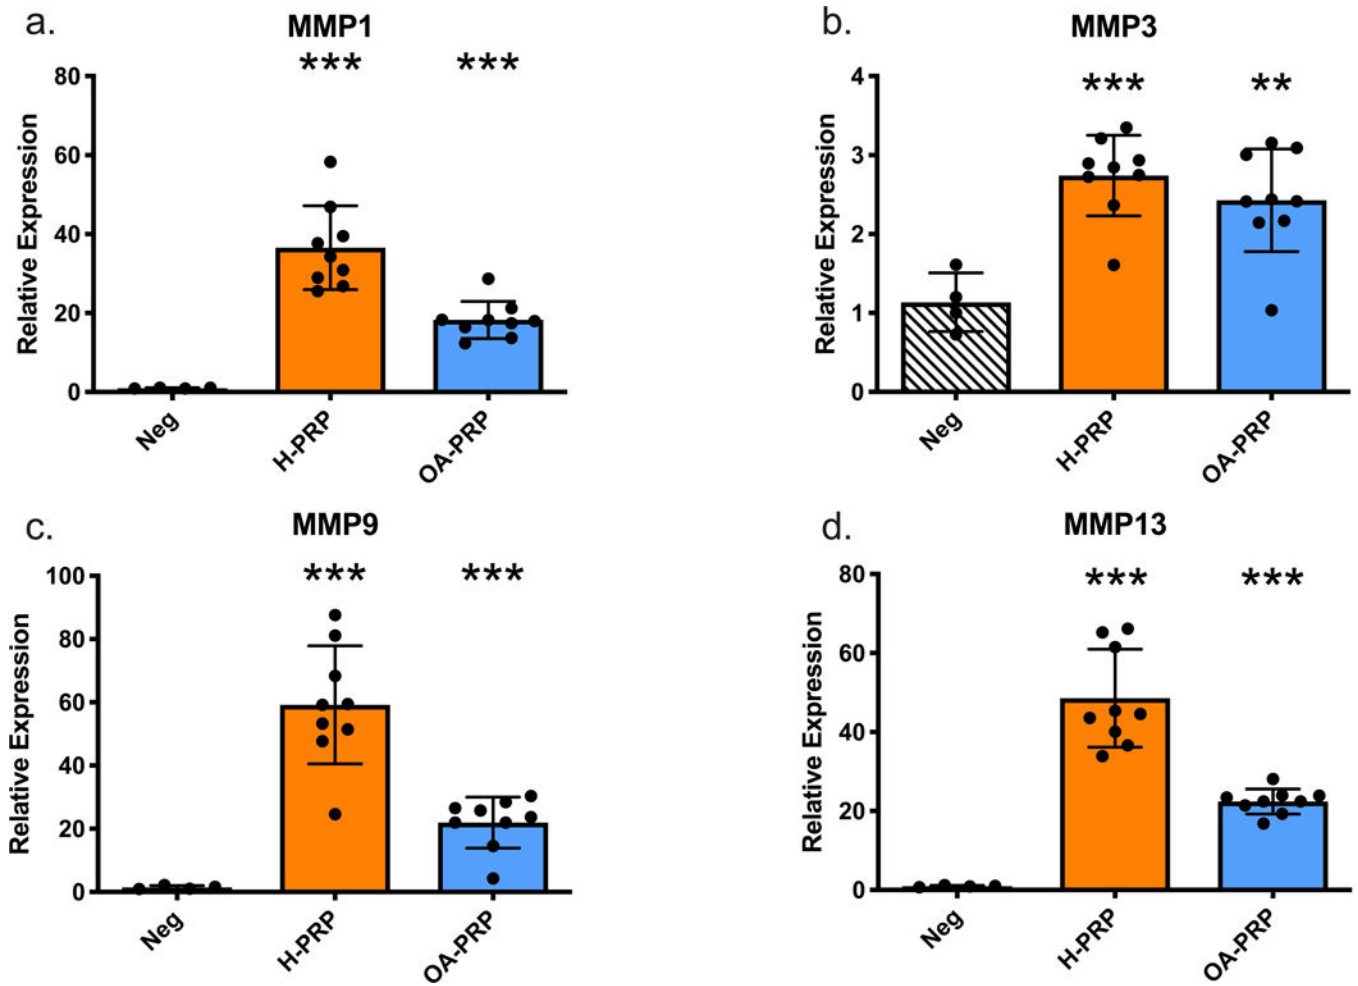 a.
MMP1
*** ***
Relative Expression
80
60
40
20
0
Neg
H-PRP
OA-PRP
b.
MMP3
*** **
Relative Expression
4
3
2
1
0
Neg
H-PRP
OA-PRP
c.
MMP9
*** ***
Relative Expression
100
80
60
40
20
0
Neg
H-PRP
OA-PRP
d.
MMP13
*** ***
Relative Expression
80
60
40
20
0
Neg
H-PRP
OA-PRP